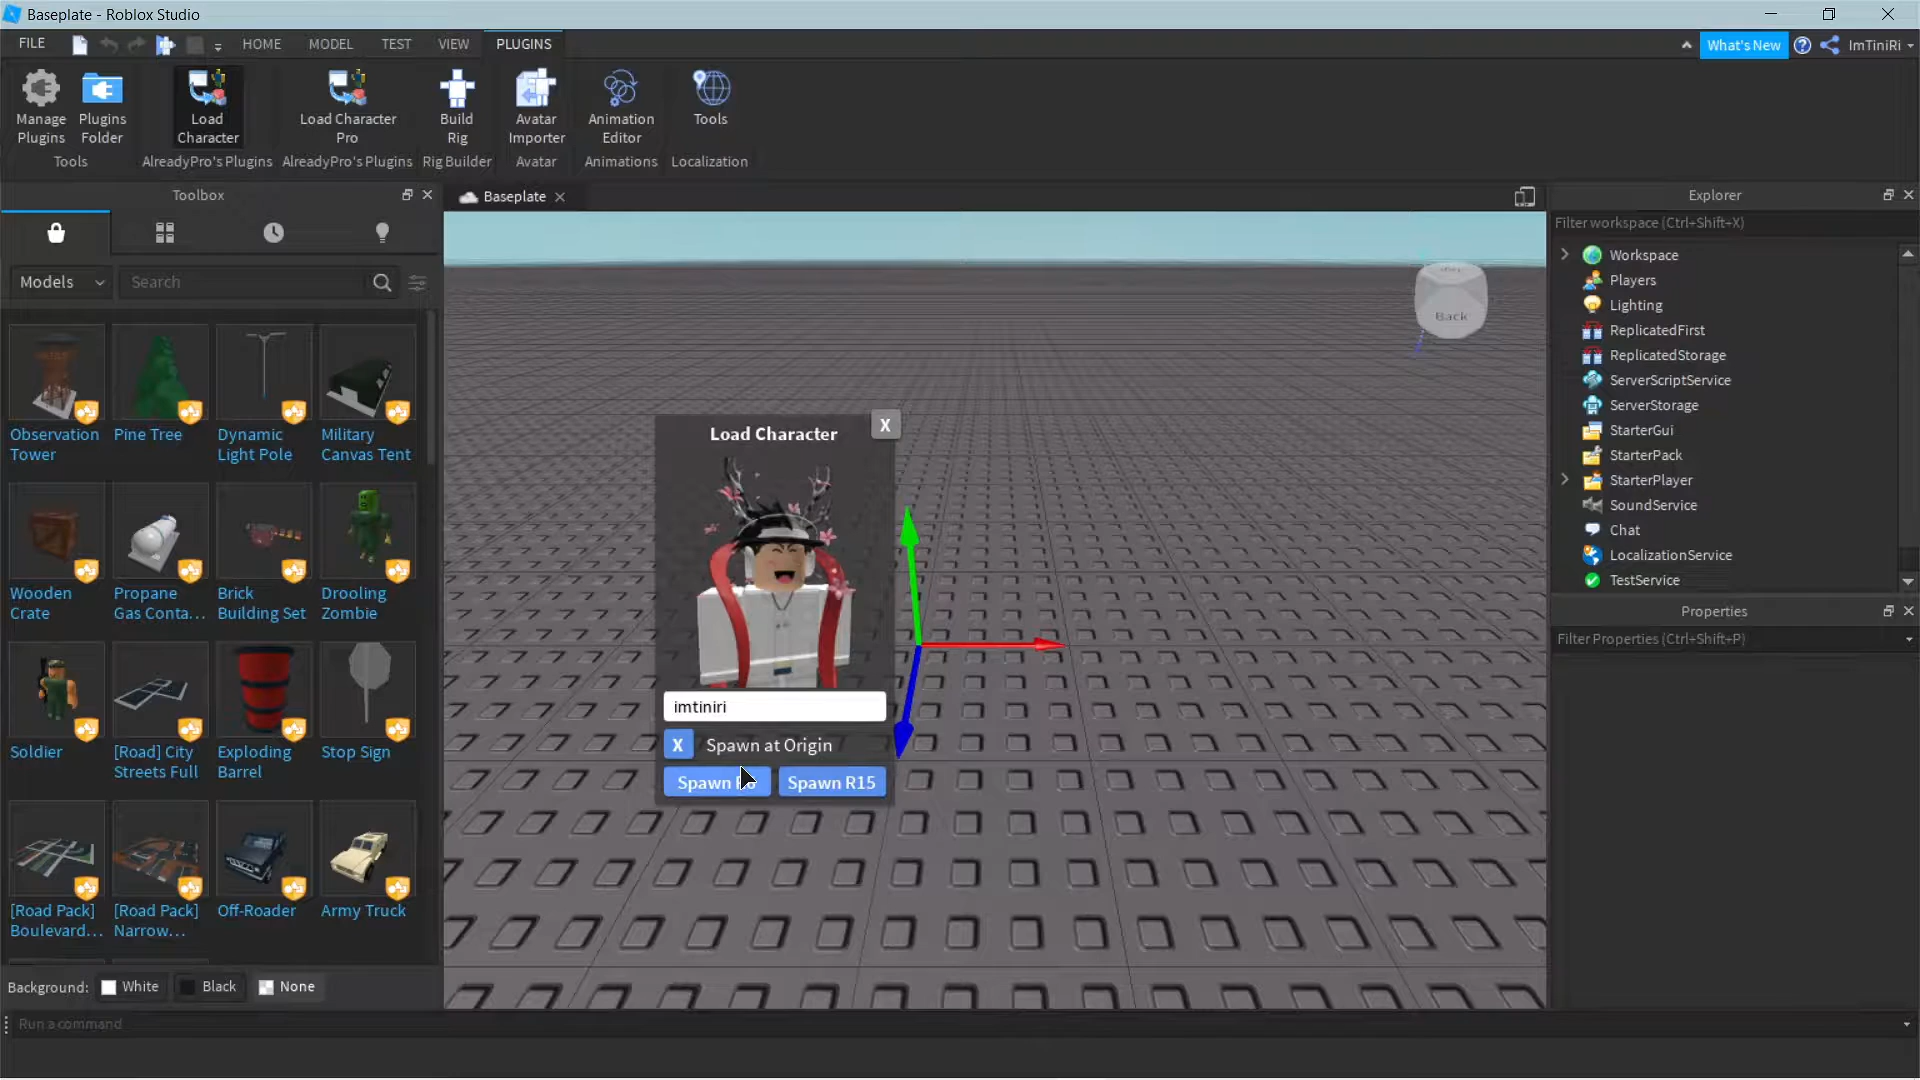 Baseplate - Roblox Studio
FILE
HOME
MODEL
TEST
VIEW
PLUGINS
What's New
ImTiniRi
Manage Plugins
Plugins Folder
Load Character
Load Character Pro
Build Rig
Avatar Importer
Animation Editor
Tools
Tools
AlreadyPro's Plugins
AlreadyPro's Plugins
Rig Builder
Avatar
Animations
Localization
Toolbox
Models
Search
Observation Tower
Pine Tree
Dynamic Light Pole
Military Canvas Tent
Wooden Crate
Propane Gas Conta...
Brick Building Set
Drooling Zombie
Soldier
[Road] City Streets Full
Exploding Barrel
Stop Sign
[Road Pack] Boulevard...
[Road Pack] Narrow...
Off-Roader
Army Truck
Background:
White
Black
None
Run a command
Baseplate
Back
Load Character
X
imtiniri
X
Spawn at Origin
Spawn
Spawn R15
Explorer
Filter workspace (Ctrl+Shift+X)
Workspace
Players
Lighting
ReplicatedFirst
ReplicatedStorage
ServerScriptService
ServerStorage
StarterGui
StarterPack
StarterPlayer
SoundService
Chat
LocalizationService
TestService
Properties
Filter Properties (Ctrl+Shift+P)